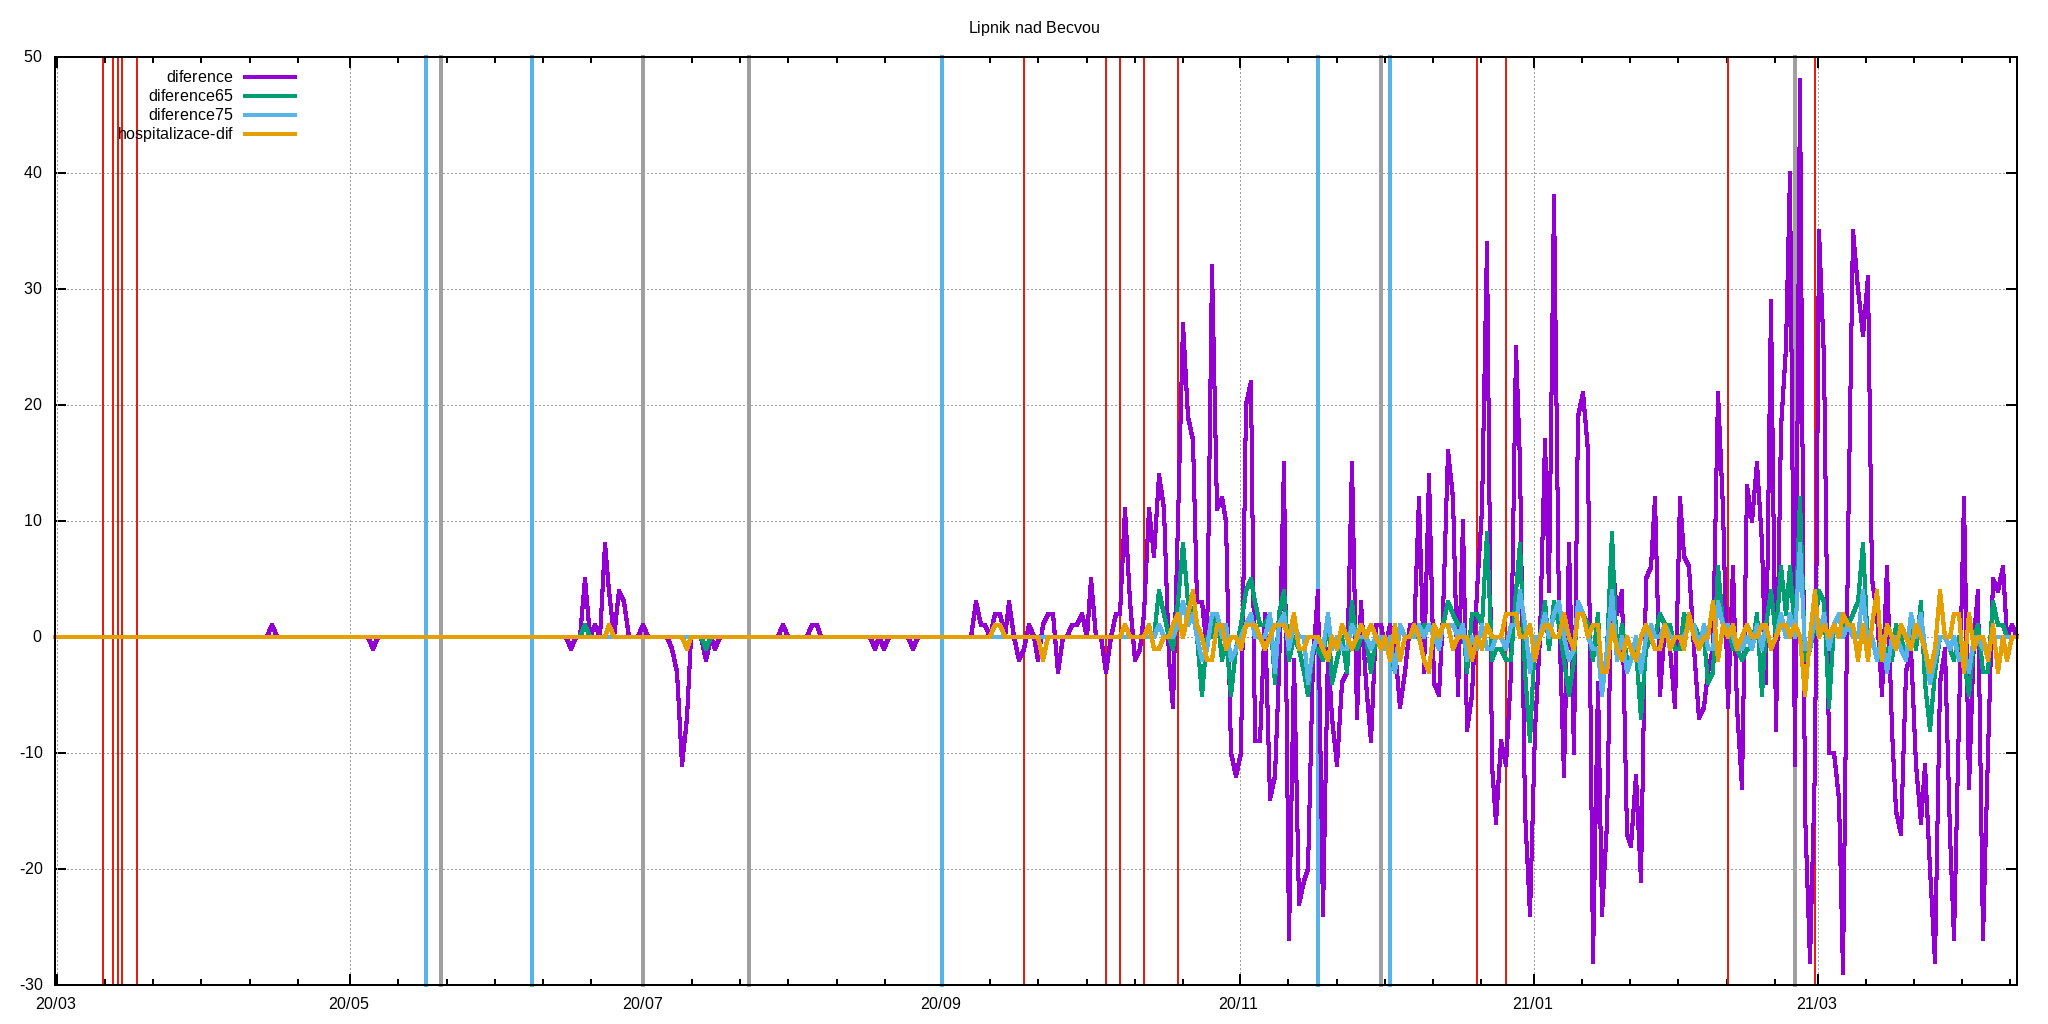 Lipnik nad Becvou
50
40
30
20
10
0
-10
-20
-30
diference
diference65
diference75
hospitalizace-dif
20/03 20/05 20/07 20/09 20/11 21/01 21/03